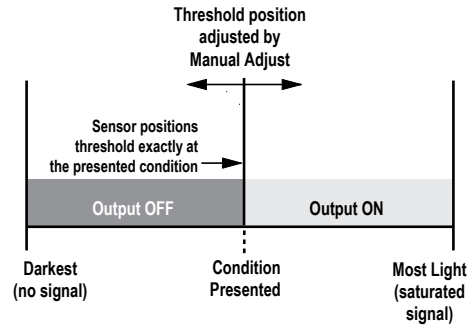 Threshold position
adjusted by
Manual Adjust
Sensor positions
threshold exactly at
the presented condition
Output OFF
Output ON
Darkest
(no signal)
Condition
Presented
Most Light
(saturated
signal)